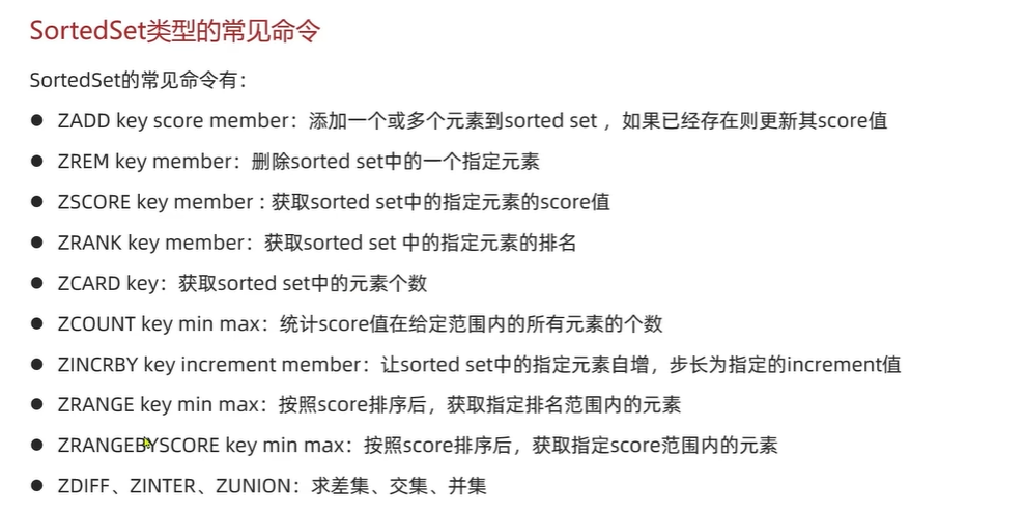 SortedSet类型的常见命令
SortedSet的常见命令有：
● ZADD key score member：添加一个或多个元素到sorted set ，如果已经存在则更新其score值
● ZREM key member：删除sorted set中的一个指定元素
● ZSCORE key member : 获取sorted set中的指定元素的score值
● ZRANK key member：获取sorted set 中的指定元素的排名
● ZCARD key：获取sorted set中的元素个数
● ZCOUNT key min max：统计score值在给定范围内的所有元素的个数
● ZINCRBY key increment member：让sorted set中的指定元素自增，步长为指定的increment值
● ZRANGE key min max：按照score排序后，获取指定排名范围内的元素
● ZRANGEBYSCORE key min max：按照score排序后，获取指定score范围内的元素
● ZDIFF、ZINTER、ZUNION：求差集、交集、并集